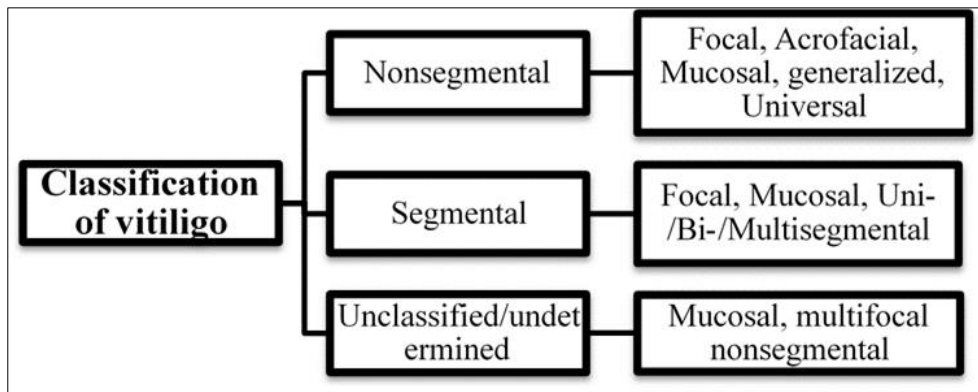 Classification
of vitiligo
Nonsegmental
Focal, Acrofacial,
Mucosal, generalized,
Universal
Segmental
Focal, Mucosal, Uni-
/Bi-/Multisegmental
Unclassified/undet
ermined
Mucosal, multifocal
nonsegmental